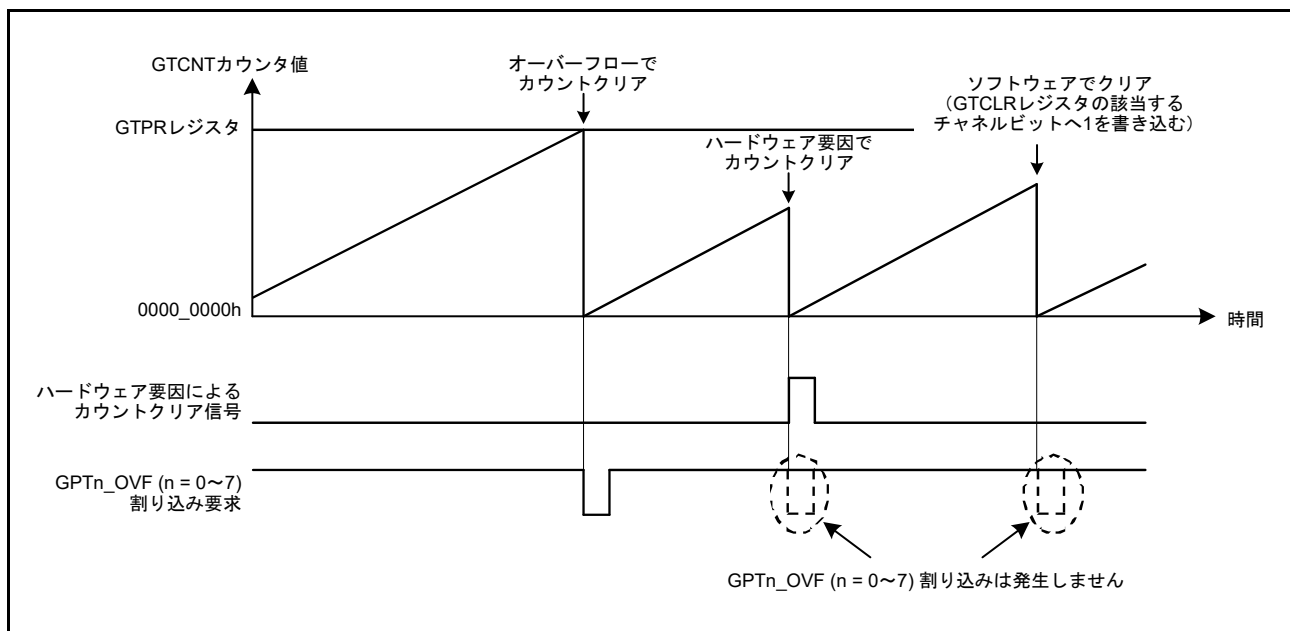 GTCNTカウンタ値
オーバーフローで
カウントクリア
ソフトウェアでクリア
（GTCLRレジスタの該当する
チャネルビットへ1を書き込む）
GTPRレジスタ
ハードウェア要因で
カウントクリア
0000_0000h
時間
ハードウェア要因による
カウントクリア信号
GPTn_OVF (n = 0～7)
割り込み要求
GPTn_OVF (n = 0～7) 割り込みは発生しません